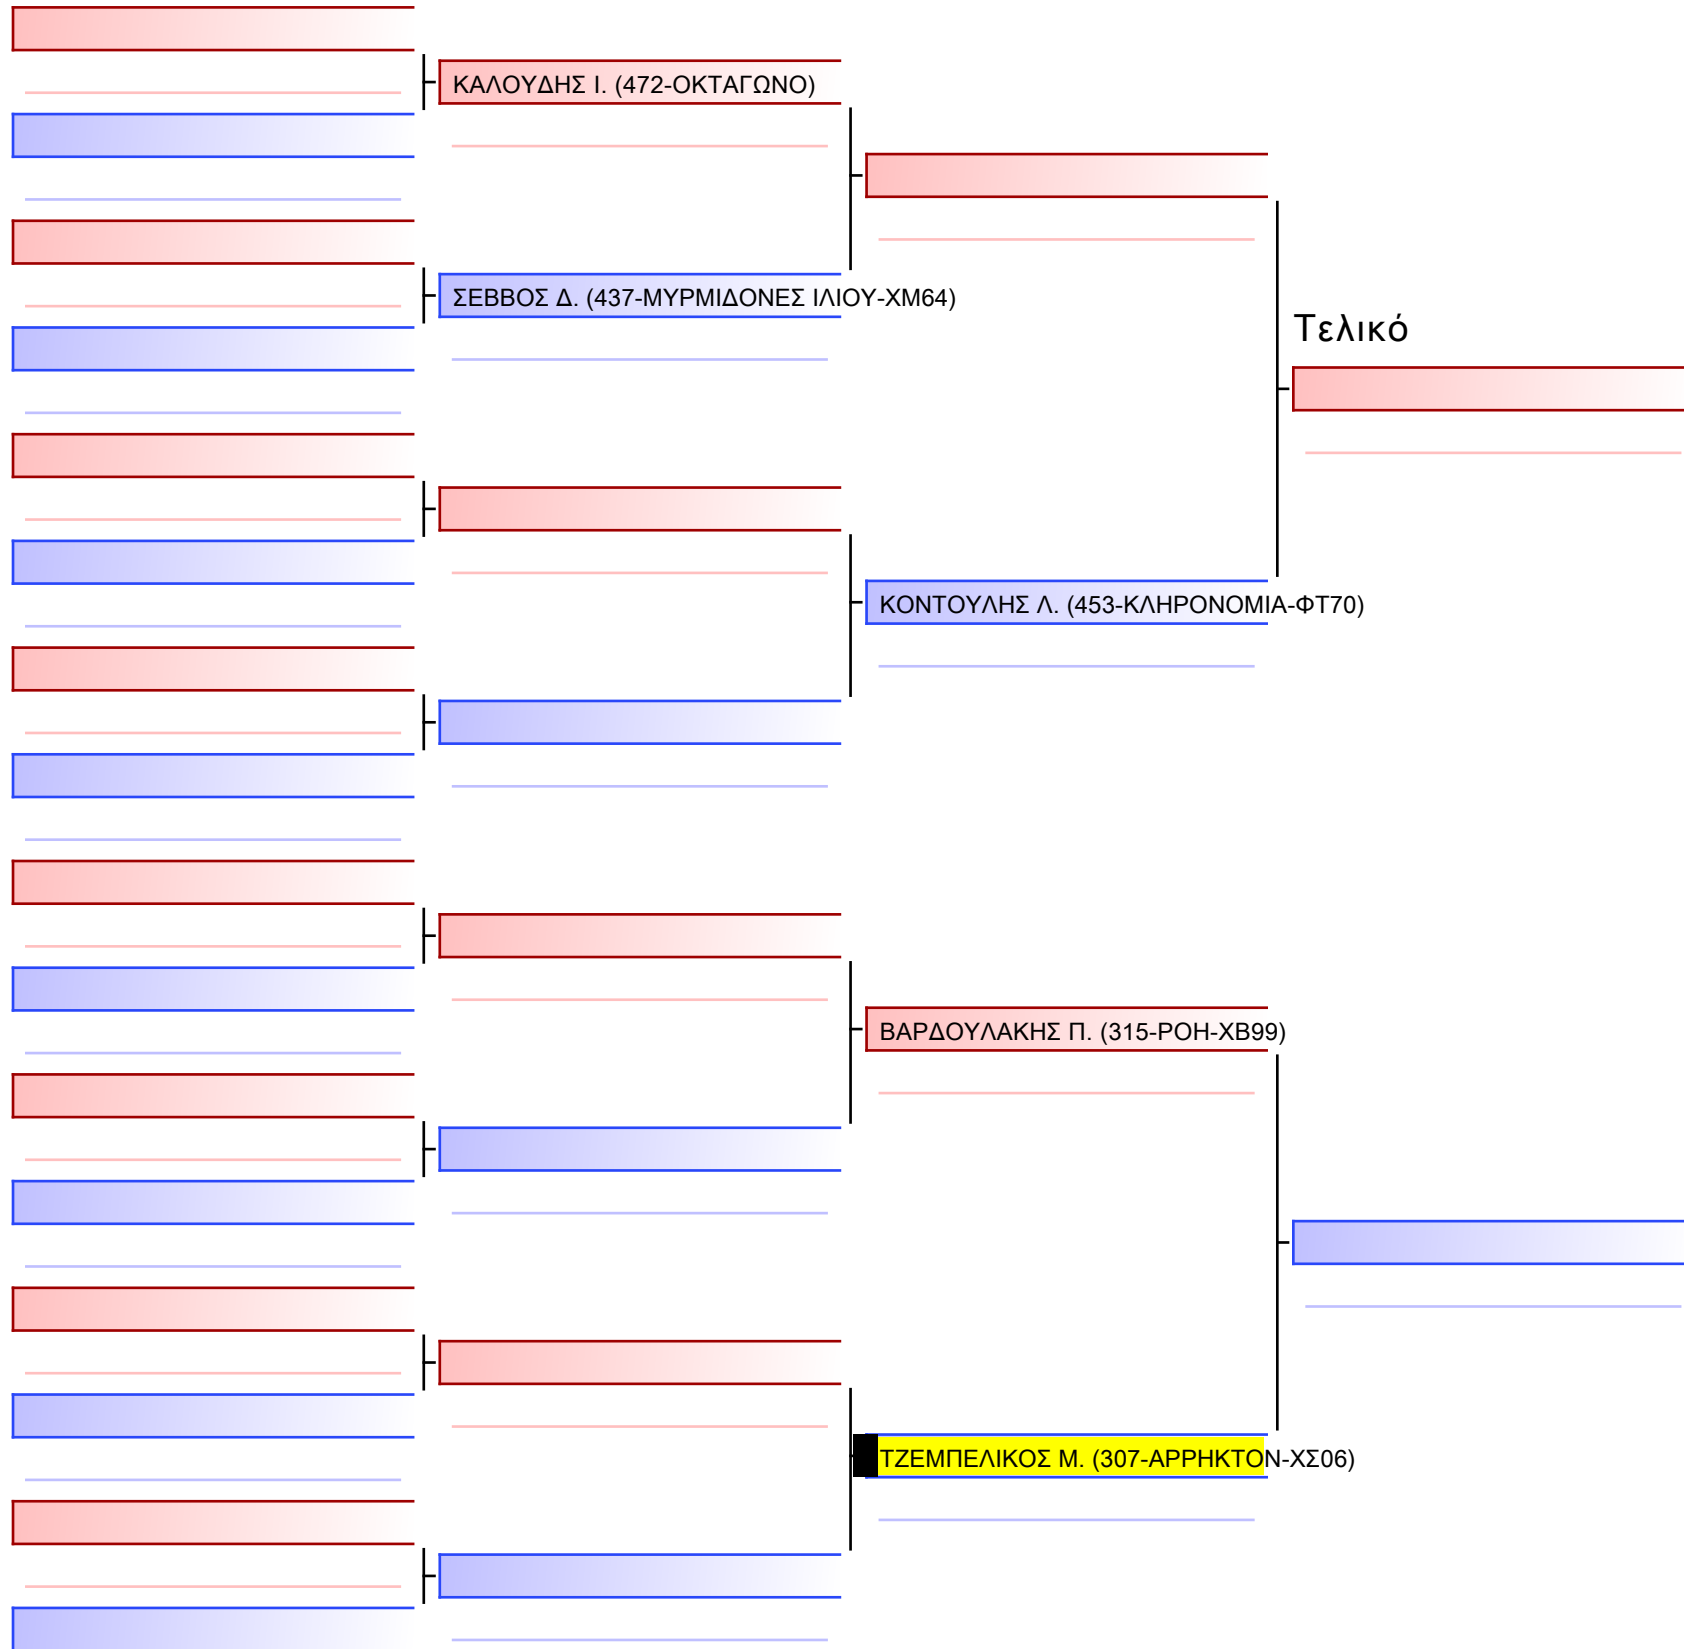 ΚΑΛΟΥΔΗΣ Ι. (472-ΟΚΤΑΓΩΝΟ)
ΣΕΒΒΟΣ Δ. (437-ΜΥΡΜΙΔΟΝΕΣ ΙΛΙΟΥ-ΧΜ64)
Τελικό
ΚΟΝΤΟΥΛΗΣ Λ. (453-ΚΛΗΡΟΝΟΜΙΑ-ΦΤ70)
ΒΑΡΔΟΥΛΑΚΗΣ Π. (315-ΡΟΗ-ΧΒ99)
ΤΖΕΜΠΕΛΙΚΟΣ Μ. (307-ΑΡΡΗΚΤΟΝ-ΧΣ06)